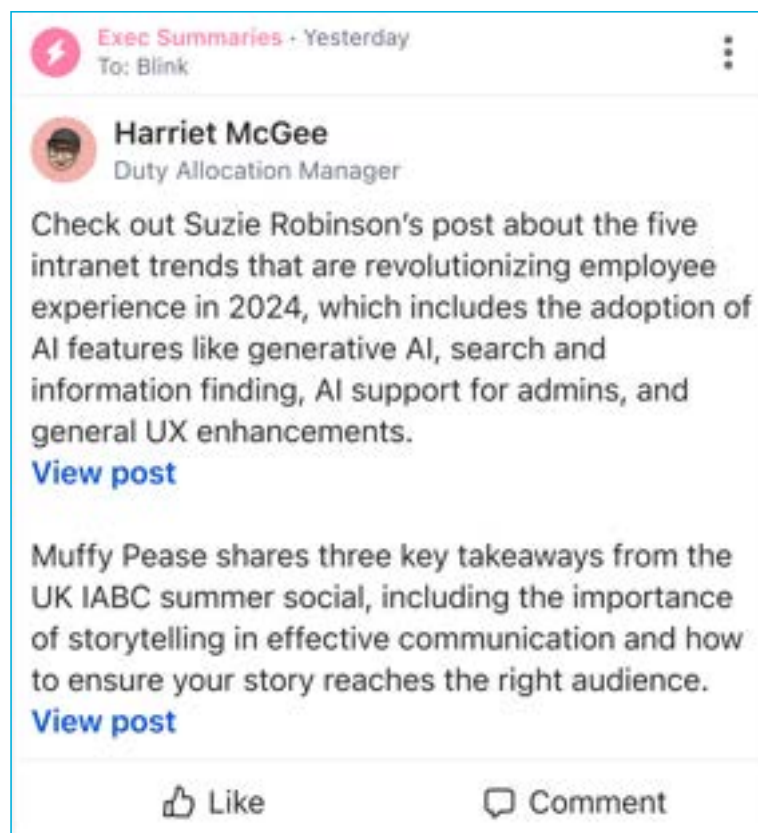 Exec Summaries · Yesterday
To: Blink
Harriet McGee
Duty Allocation Manager
Check out Suzie Robinson's post about the five
intranet trends that are revolutionizing employee
experience in 2024, which includes the adoption of
AI features like generative AI, search and
information finding, AI support for admins, and
general UX enhancements.
View post
Muffy Pease shares three key takeaways from the
UK IABC summer social, including the importance
of storytelling in effective communication and how
to ensure your story reaches the right audience.
View post
Like
Comment